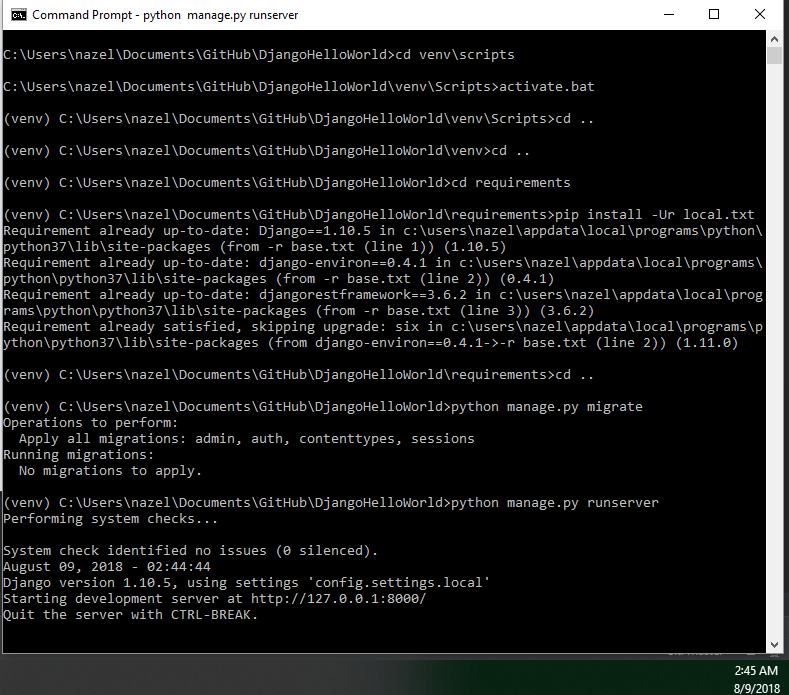 Command Prompt - python  manage.py runserver
C:\Users\nazel\Documents\GitHub\DjangoHelloWorld>cd venv\scripts
C:\Users\nazel\Documents\GitHub\DjangoHelloWorld\venv\Scripts>activate.bat
(venv) C:\Users\nazel\Documents\GitHub\DjangoHelloWorld\venv\Scripts>cd ..
(venv) C:\Users\nazel\Documents\GitHub\DjangoHelloWorld\venv>cd ..
(venv) C:\Users\nazel\Documents\GitHub\DjangoHelloWorld>cd requirements
(venv) C:\Users\nazel\Documents\GitHub\DjangoHelloWorld\requirements>pip install -Ur local.txt
Requirement already up-to-date: Django==1.10.5 in c:\users\nazel\appdata\local\programs\python\
python37\lib\site-packages (from -r base.txt (line 1)) (1.10.5)
Requirement already up-to-date: django-environ==0.4.1 in c:\users\nazel\appdata\local\programs\
python\python37\lib\site-packages (from -r base.txt (line 2)) (0.4.1)
Requirement already up-to-date: djangorestframework==3.6.2 in c:\users\nazel\appdata\local\prog
rams\python\python37\lib\site-packages (from -r base.txt (line 3)) (3.6.2)
Requirement already satisfied, skipping upgrade: six in c:\users\nazel\appdata\local\programs\p
ython\python37\lib\site-packages (from django-environ==0.4.1->-r base.txt (line 2)) (1.11.0)
(venv) C:\Users\nazel\Documents\GitHub\DjangoHelloWorld\requirements>cd ..
(venv) C:\Users\nazel\Documents\GitHub\DjangoHelloWorld>python manage.py migrate
Operations to perform:
  Apply all migrations: admin, auth, contenttypes, sessions
Running migrations:
  No migrations to apply.
(venv) C:\Users\nazel\Documents\GitHub\DjangoHelloWorld>python manage.py runserver
Performing system checks...
System check identified no issues (0 silenced).
August 09, 2018 - 02:44:44
Django version 1.10.5, using settings 'config.settings.local'
Starting development server at http://127.0.0.1:8000/
Quit the server with CTRL-BREAK.
2:45 AM
8/9/2018